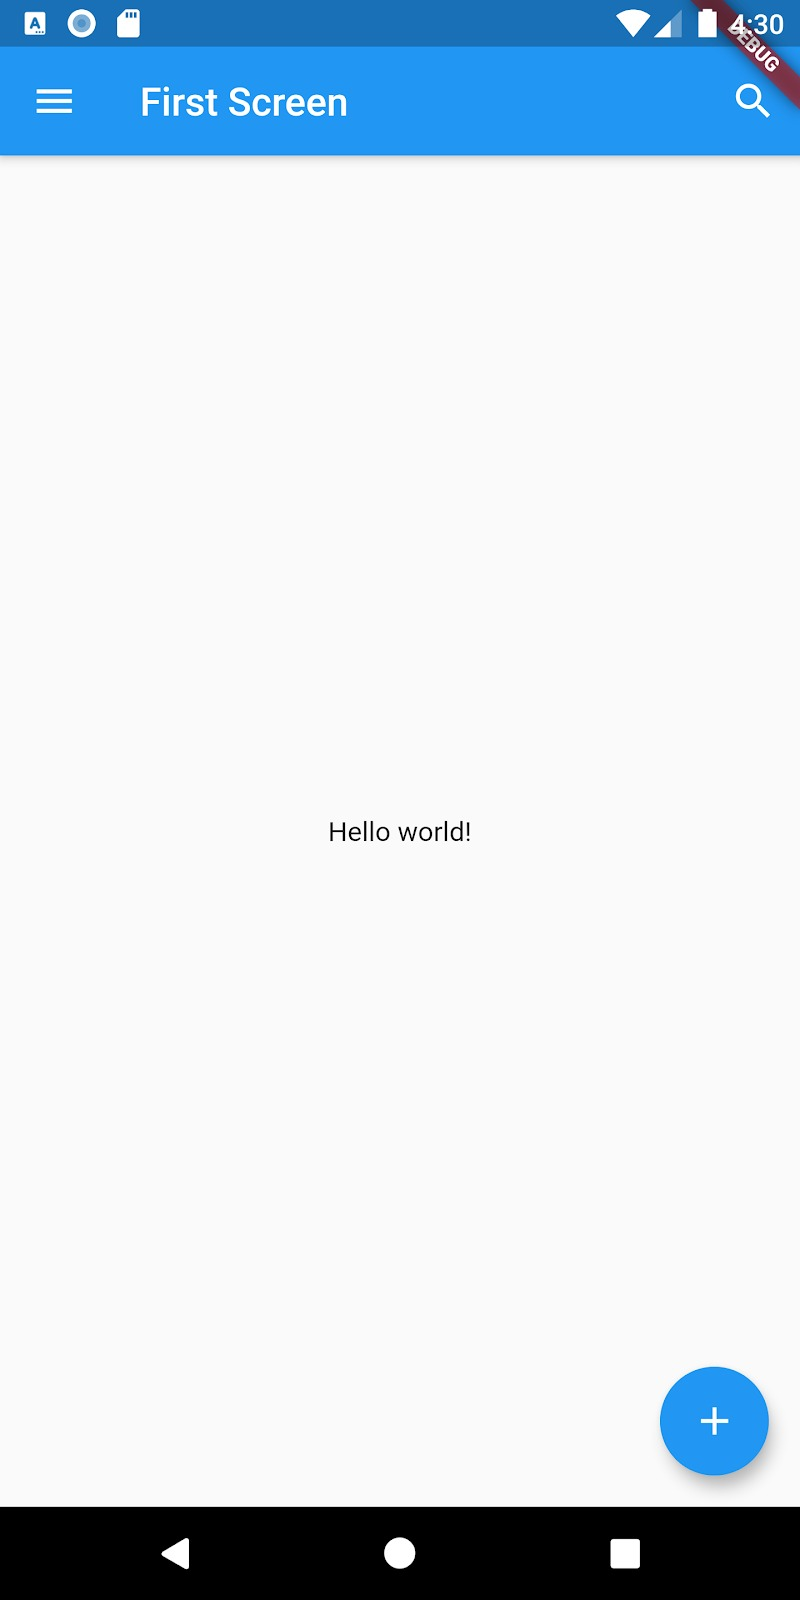 A
4:30
DEBUG
First Screen
Hello world!